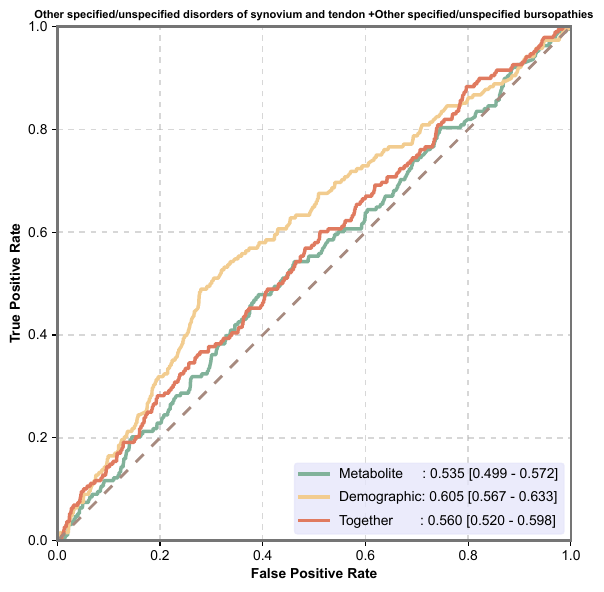 Other specified/unspecified disorders of synovium and tendon +Other specified/unspecified bursopathies
True Positive Rate
1.0
0.8
0.6
0.4
0.2
0.0
Metabolite : 0.535 [0.499 - 0.572]
Demographic: 0.605 [0.567 - 0.633]
Together : 0.560 [0.520 - 0.598]
0.0 0.2 0.4 0.6 0.8 1.0
False Positive Rate